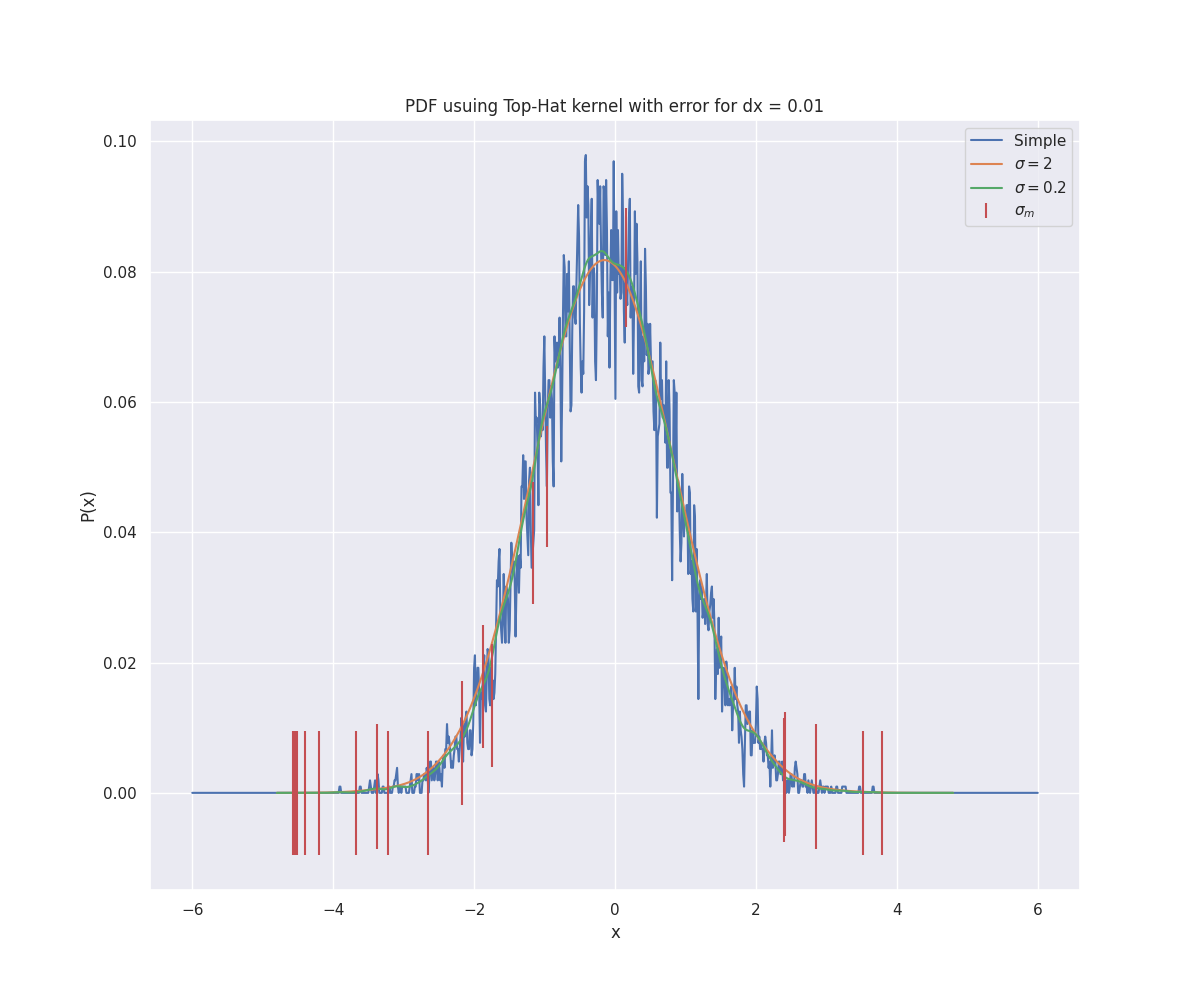 PDF usuing Top-Hat kernel with error for dx = 0.01
Simple
σ = 2
σ = 0.2
σm
0.10
0.08
0.06
0.04
0.02
0.00
P(x)
−6 −4 −2 0 2 4 6
x